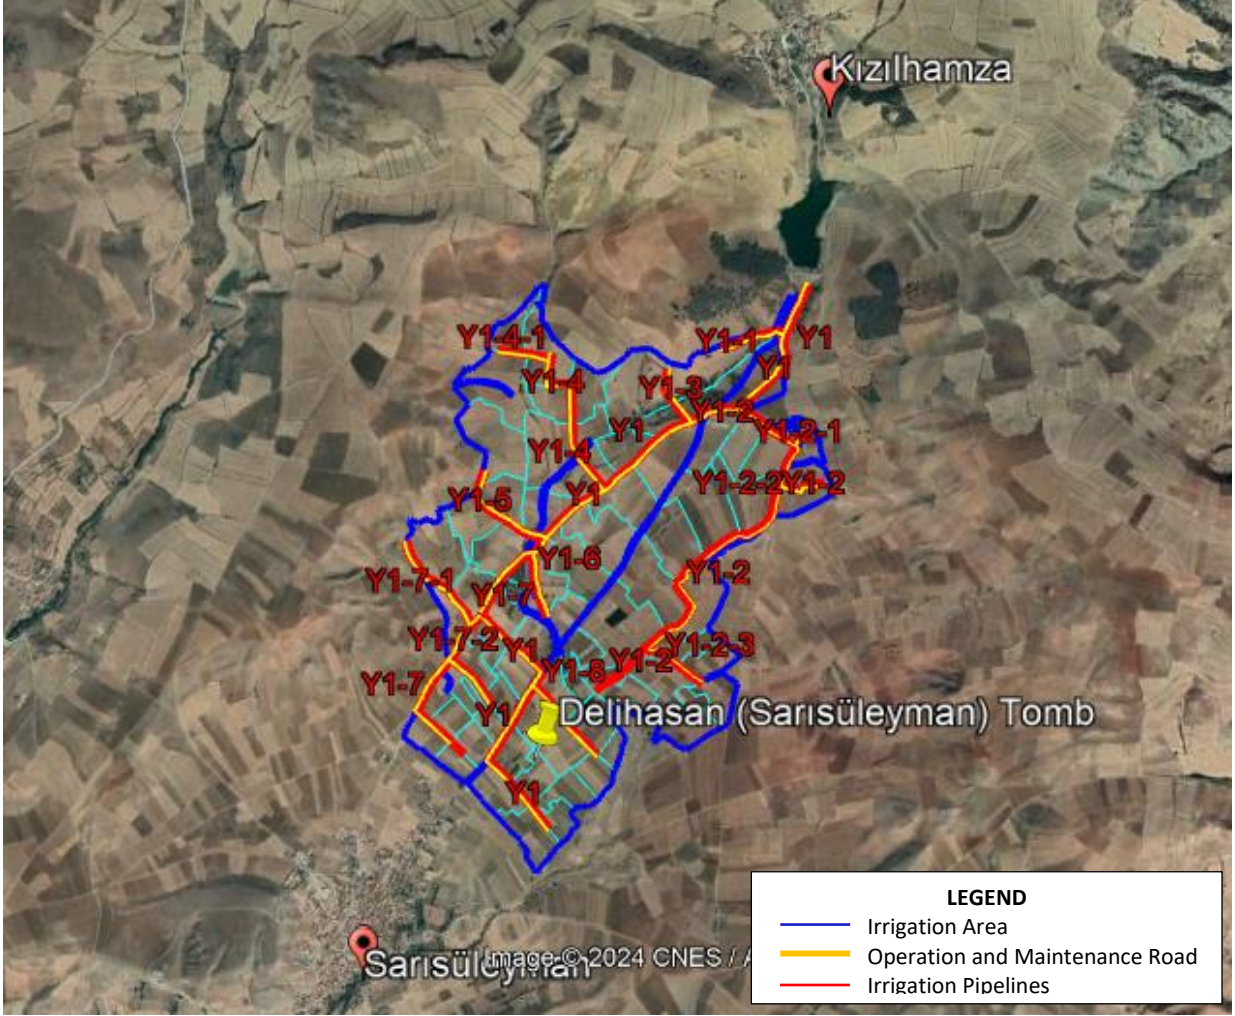 Kızılhamza
Y1-4-1
Y1-1
Y1
Y1-4
Y1-3
Y1
Y1-2
Y1
Y1-2-1
Y1-4
Y1-2-2
Y1-2
Y1-5
Y1
Y1-6
Y1-7-1
Y1-7
Y1-2
Y1-7-2
Y1
Y1-2-3
Y1-8
Y1-2
Y1-7
Y1
Delihasan (Sarısüleyman) Tomb
Y1
Sarısüleyman
Image © 2024 CNES / A
LEGEND
Irrigation Area
Operation and Maintenance Road
Irrigation Pipelines